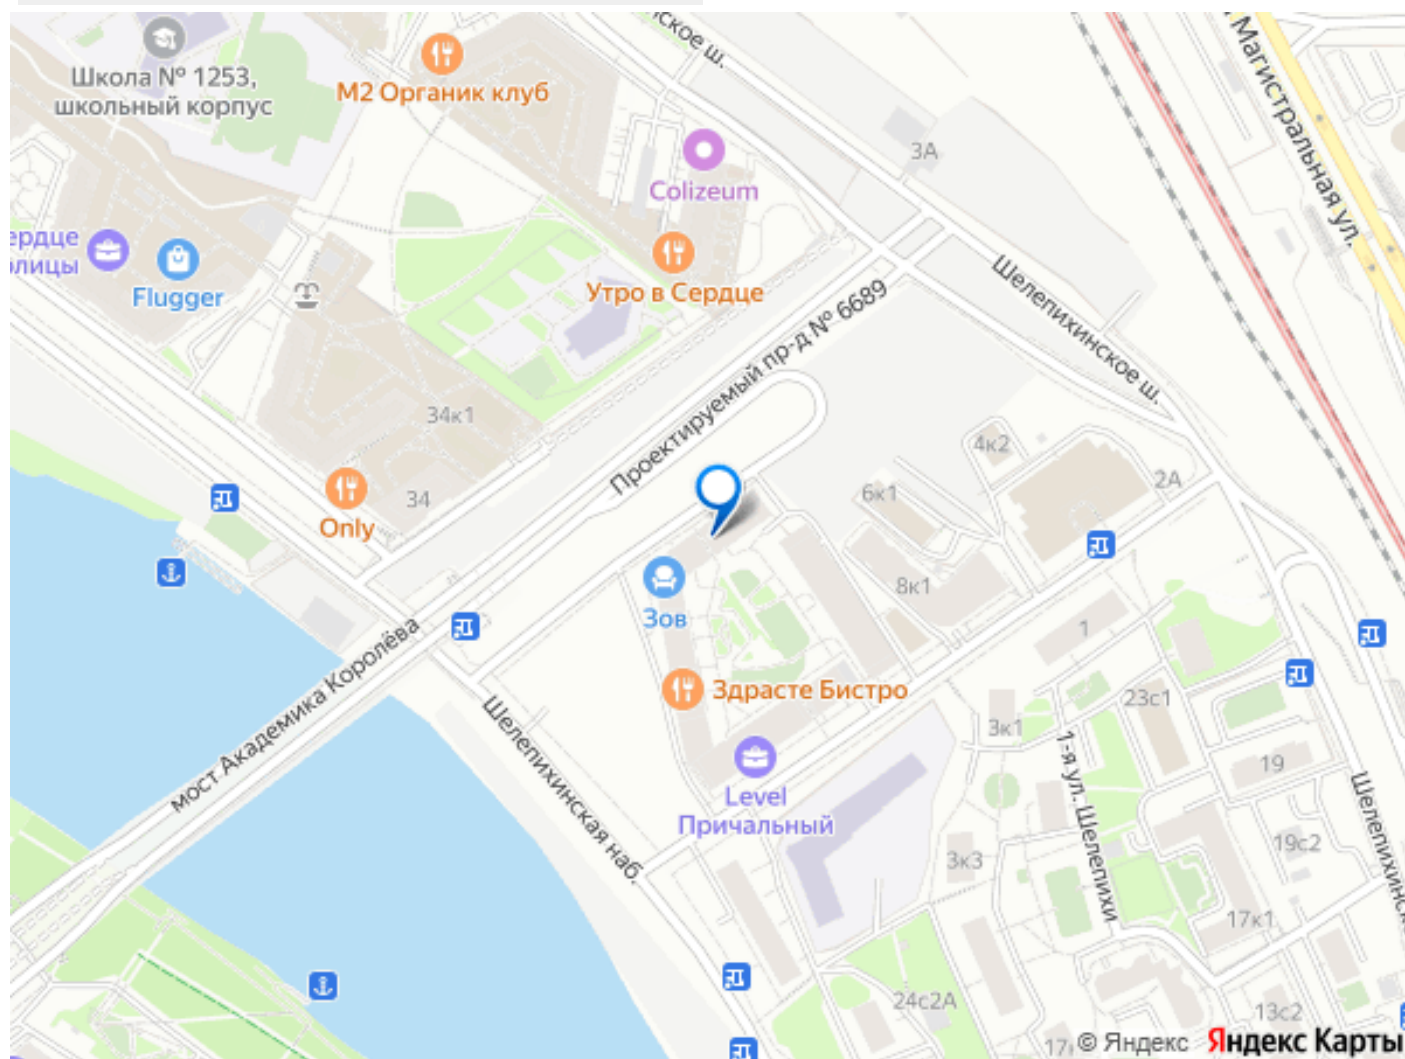 ское ш.
Магистральная ул.
Школа № 1253,
школьный корпус
М2 Органик клуб
3А
Colizeum
ердце
олицы
Flugger
Утро в Сердце
Шелепихинское ш.
Проектируемый пр-д № 6689
34к1
34
Only
4к2
2А
6к1
8к1
Зов
1
мост Академика Королёва
Здрасте Бистро
Шелепихинская наб.
3к1
23с1
1-я ул. Шелепихи
19
Level
Причальный
Шелепихинск
19с2
3к3
17к1
24с2А
13с2
17
© Яндекс Яндекс Карты